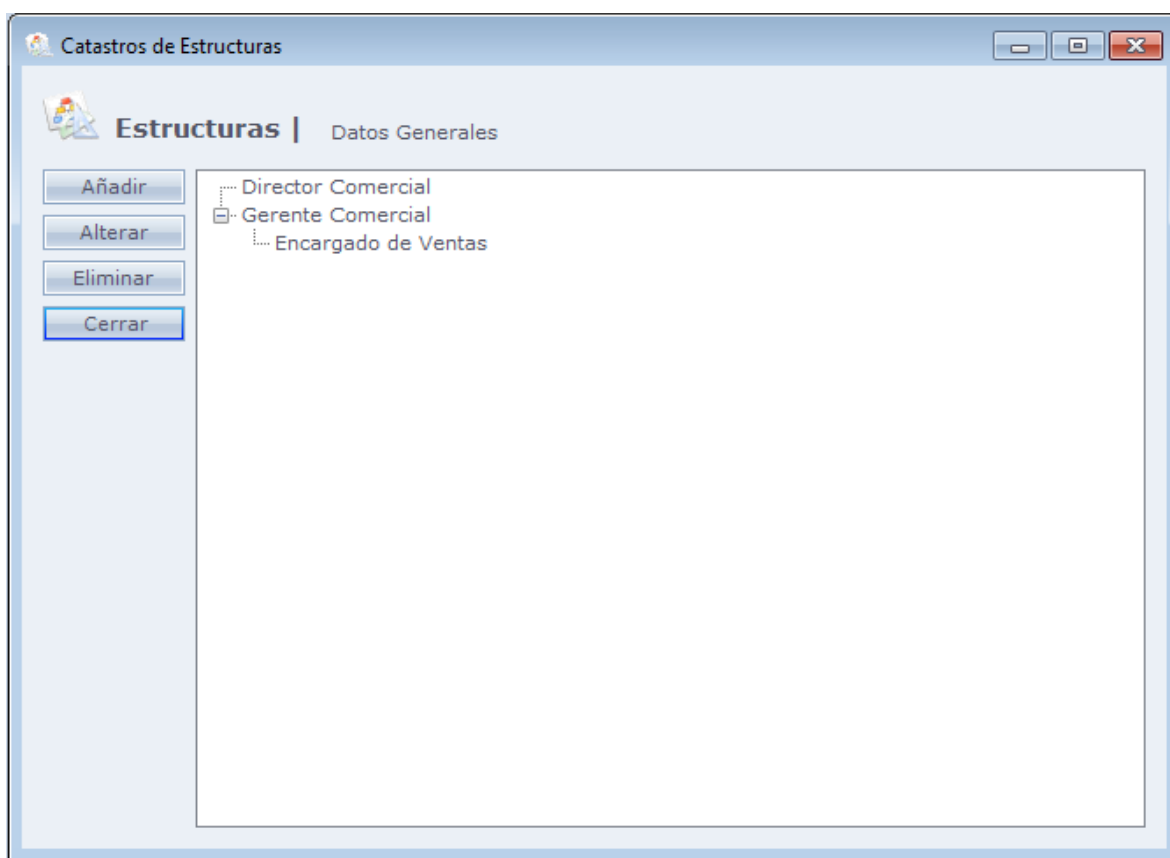 Catastros de Estructuras
Estructuras | Datos Generales
Añadir
Alterar
Eliminar
Cerrar
Director Comercial
Gerente Comercial
Encargado de Ventas